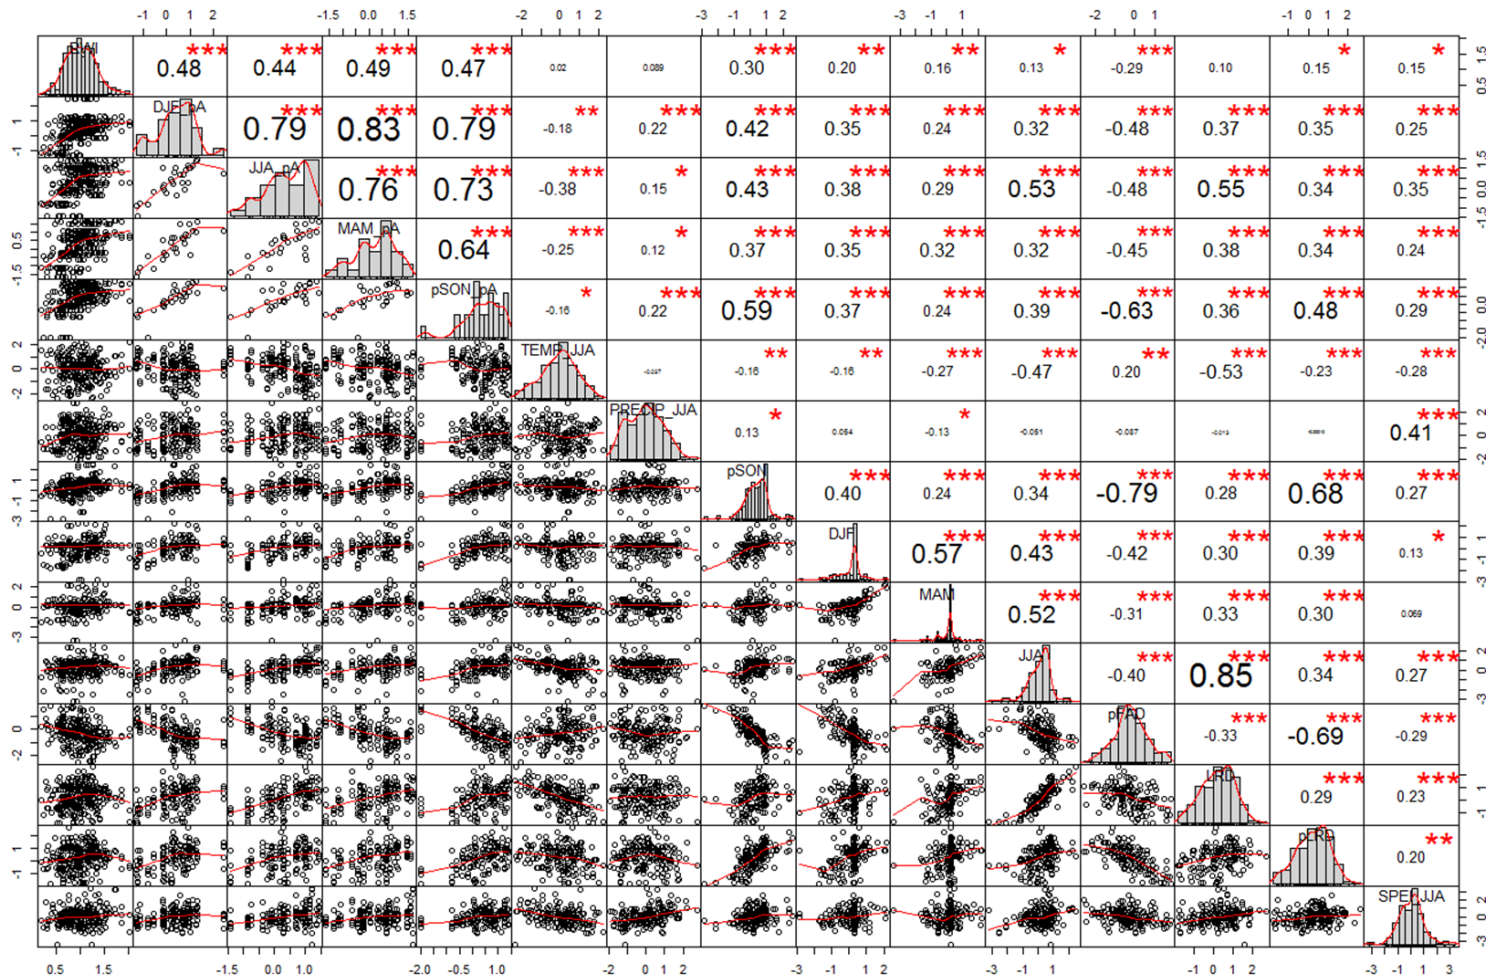 -1 0 1 2 -1.5 0.0 1.5 -2 0 1 2 -3 -1 1 -3 -1 1 -2 0 1 -1 0 1 2
RWI *** 0.48 *** 0.44 *** 0.49 *** 0.47 0.02 0.089 *** 0.30 ** 0.20 ** 0.16 * 0.13 *** -0.29 0.10 * 0.15 * 0.15 0.5 1.5
1 -1 DJF_pA *** 0.79 *** 0.83 *** 0.79 ** -0.18 *** 0.22 *** 0.42 *** 0.35 *** 0.24 *** 0.32 *** -0.48 *** 0.37 *** 0.35 *** 0.25
JJA_pA *** 0.76 *** 0.73 *** -0.38 * 0.15 *** 0.43 *** 0.38 *** 0.29 *** 0.53 *** -0.48 *** 0.55 *** 0.34 *** 0.35 -1.5 0.0 1.5
0.5 -1.5 MAM_pA *** 0.64 *** -0.25 * 0.12 *** 0.37 *** 0.35 *** 0.32 *** 0.32 *** -0.45 *** 0.38 *** 0.34 *** 0.24
pSON_pA * -0.16 *** 0.22 *** 0.59 *** 0.37 *** 0.24 *** 0.39 *** -0.63 *** 0.36 *** 0.48 *** 0.29 -2.0 0.0
2 0 -2 TEMP_JJA ** -0.16 ** -0.16 *** -0.27 *** -0.47 ** 0.20 *** -0.53 *** -0.23 *** -0.28
PRECIP_JJA * 0.13 0.054 * -0.13 -0.051 -0.087 *** 0.41 -2 0 2
1 -1 -3 pSON *** 0.40 *** 0.24 *** 0.34 *** -0.79 *** 0.28 *** 0.68 *** 0.27
DJF *** 0.57 *** 0.43 *** -0.42 *** 0.30 *** 0.39 * 0.13 -3 -1 1
2 0 -3 MAM *** 0.52 *** -0.31 *** 0.33 *** 0.30 0.069
JJA *** -0.40 *** 0.85 *** 0.34 *** 0.27 -3 0 1 2
0 -2 *** -0.33 *** -0.69 *** -0.29
*** 0.29 *** 0.23 -1 1
1 -1 ** 0.20
SPEI_JJA -3 0 2
0.5 1.5 -1.5 0.0 1.0 -2.0 -0.5 1.0 -2 0 1 2 -3 -1 1 2 -3 -1 1 -1 0 1 2 -3 -1 1 3